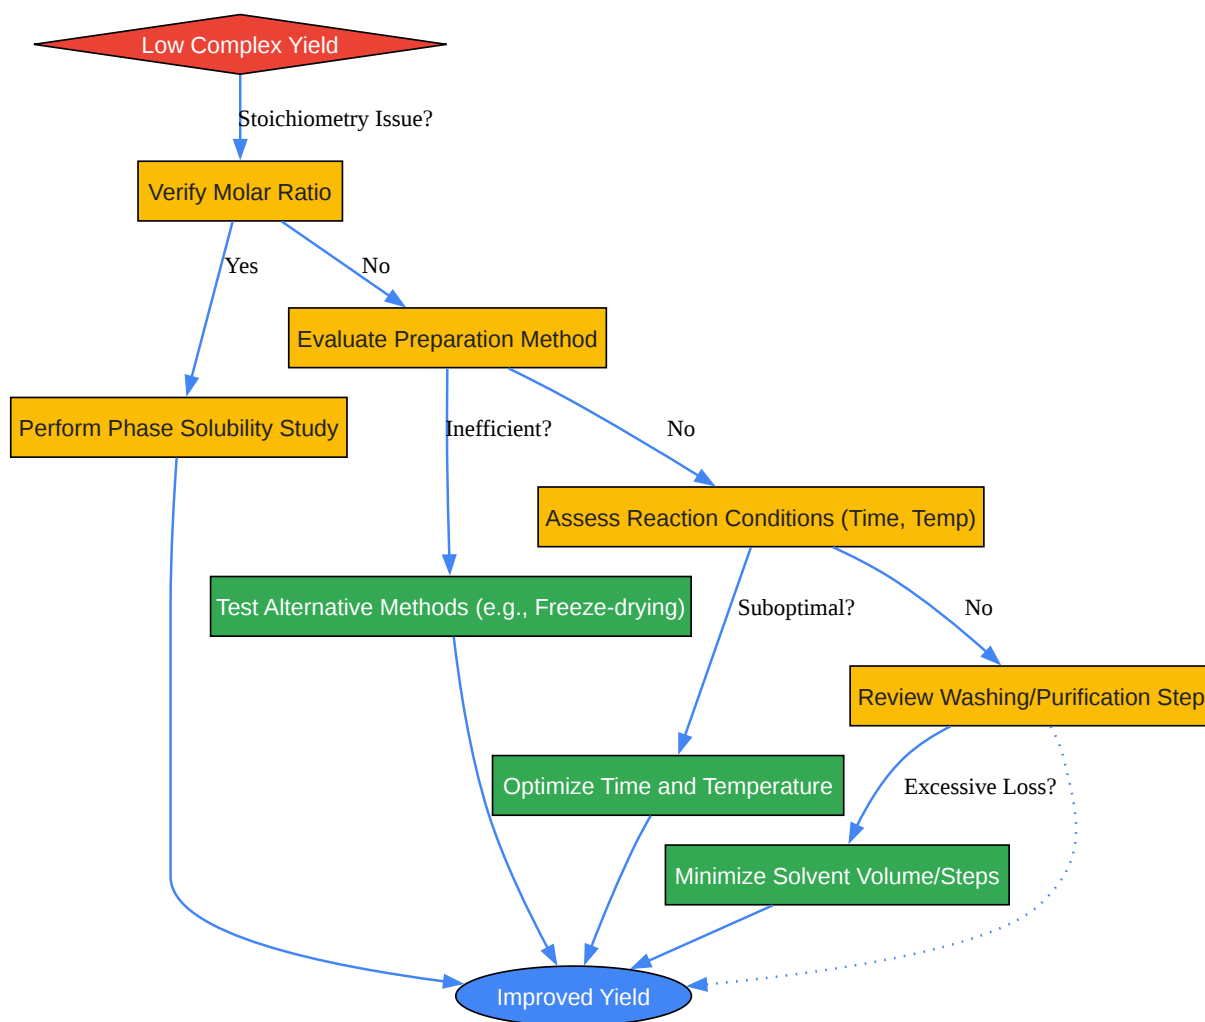 Low Complex Yield
Stoichiometry Issue?
Verify Molar Ratio
Yes
No
Evaluate Preparation Method
Perform Phase Solubility Study
Inefficient?
No
Assess Reaction Conditions (Time, Temp)
Test Alternative Methods (e.g., Freeze-drying)
Suboptimal?
No
Review Washing/Purification Step
Optimize Time and Temperature
Excessive Loss?
Minimize Solvent Volume/Steps
Improved Yield